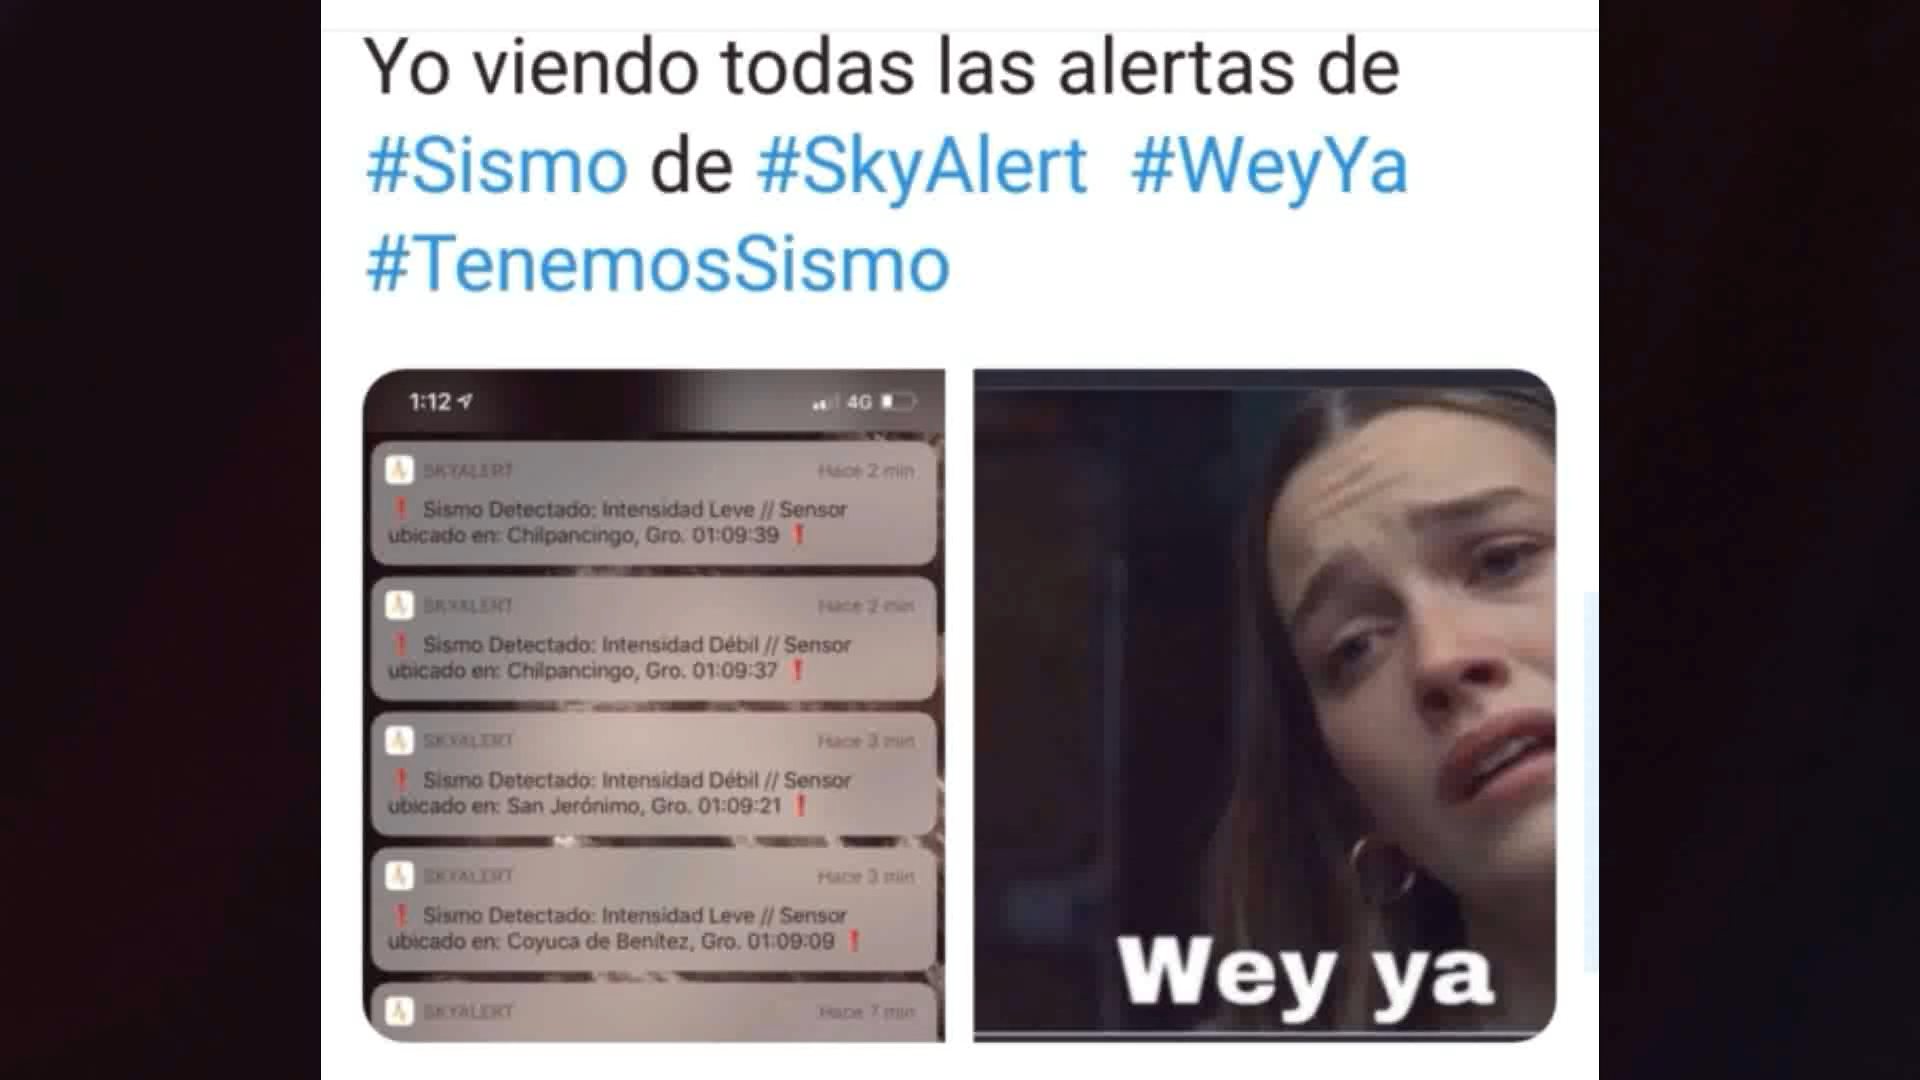 Yo viendo todas las alertas de
#Sismo de #SkyAlert #WeyYa
#TenemosSismo
1:12
4G
SKYALERT
Hace 2 min
❗ Sismo Detectado: Intensidad Leve // Sensor
ubicado en: Chilpancingo, Gro. 01:09:39 ❗
SKYALERT
Hace 2 min
❗ Sismo Detectado: Intensidad Débil // Sensor
ubicado en: Chilpancingo, Gro. 01:09:37 ❗
SKYALERT
Hace 3 min
❗ Sismo Detectado: Intensidad Débil // Sensor
ubicado en: San Jerónimo, Gro. 01:09:21 ❗
SKYALERT
Hace 3 min
❗ Sismo Detectado: Intensidad Leve // Sensor
ubicado en: Coyuca de Benítez, Gro. 01:09:09 ❗
SKYALERT
Hace 7 min
Wey ya